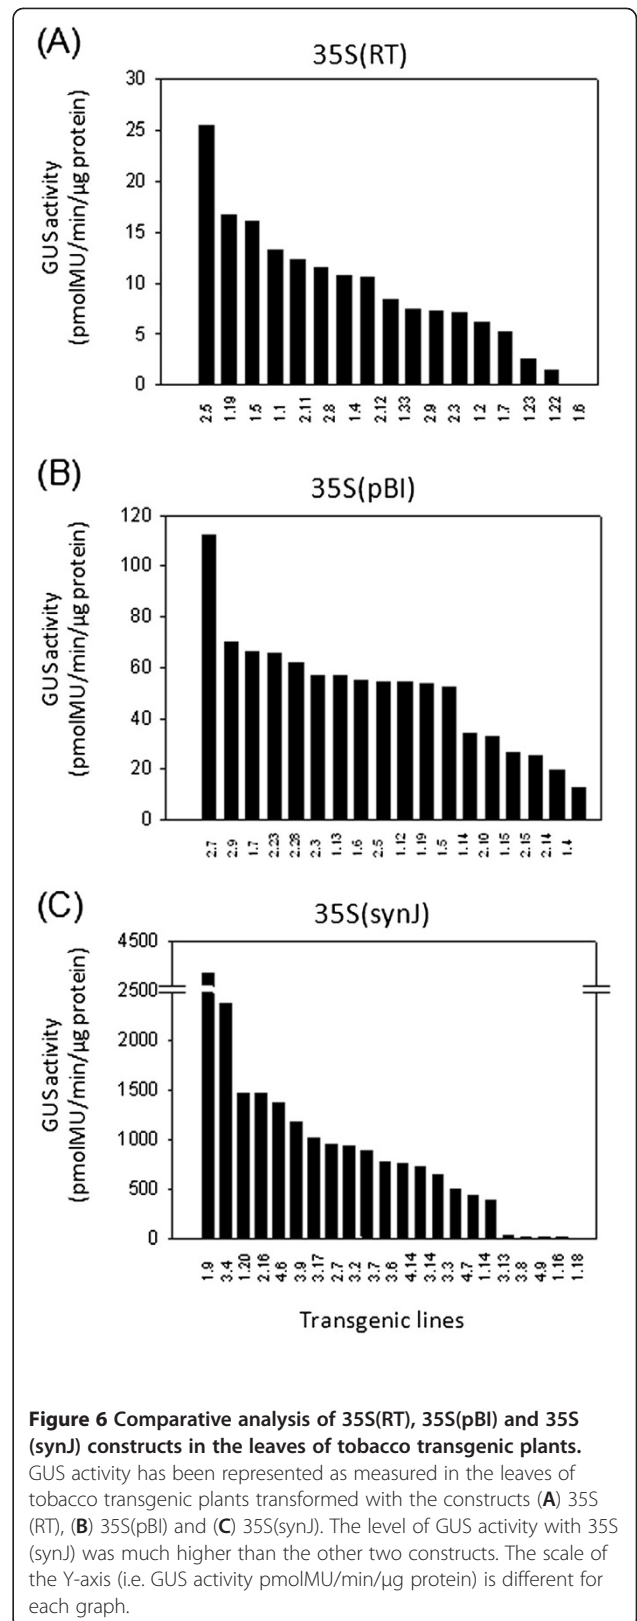 (A)
35S(RT)
GUS activity
(pmolMU/min/µg protein)
30
25
20
15
10
5
0
2.5 1.19 1.5 1.1 2.11 2.8 1.4 2.12 1.33 2.9 2.3 1.2 1.7 1.23 1.22 1.6
(B)
35S(pBI)
GUS activity
(pmolMU/min/µg protein)
120
100
80
60
40
20
0
2.7 2.9 1.7 2.23 2.28 2.3 1.13 1.6 2.5 1.12 1.19 1.5 1.14 2.10 1.15 2.15 2.14 1.4
(C)
35S(synJ)
GUS activity
(pmolMU/min/µg protein)
4500
2500
2000
1500
1000
500
0
1.9 3.4 1.20 2.16 4.6 3.9 3.17 2.7 3.2 3.7 3.6 4.14 3.14 3.3 4.7 1.14 3.13 3.8 4.9 1.16 1.18
Transgenic lines
Figure 6 Comparative analysis of 35S(RT), 35S(pBI) and 35S
(synJ) constructs in the leaves of tobacco transgenic plants.
GUS activity has been represented as measured in the leaves of
tobacco transgenic plants transformed with the constructs (A) 35S
(RT), (B) 35S(pBI) and (C) 35S(synJ). The level of GUS activity with 35S
(synJ) was much higher than the other two constructs. The scale of
the Y-axis (i.e. GUS activity pmolMU/min/µg protein) is different for
each graph.